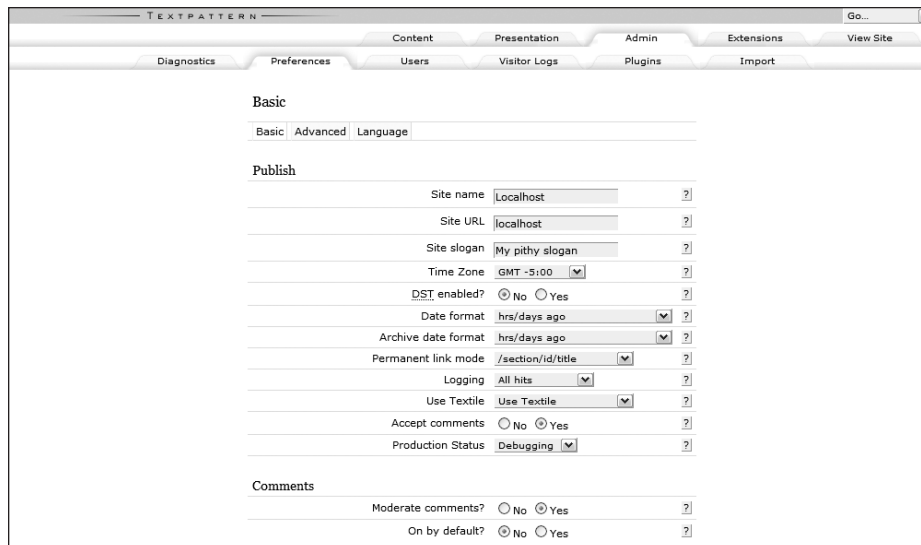 TEXTPATTERN Go...
Content Presentation Admin Extensions View Site
Diagnostics Preferences Users Visitor Logs Plugins Import
Basic
Basic Advanced Language
Publish
Site name Localhost ?
Site URL localhost ?
Site slogan My pithy slogan ?
Time Zone GMT -5:00 ?
DST enabled? No Yes ?
Date format hrs/days ago ?
Archive date format hrs/days ago ?
Permanent link mode /section/id/title ?
Logging All hits ?
Use Textile Use Textile ?
Accept comments No Yes ?
Production Status Debugging ?
Comments
Moderate comments? No Yes ?
On by default? No Yes ?